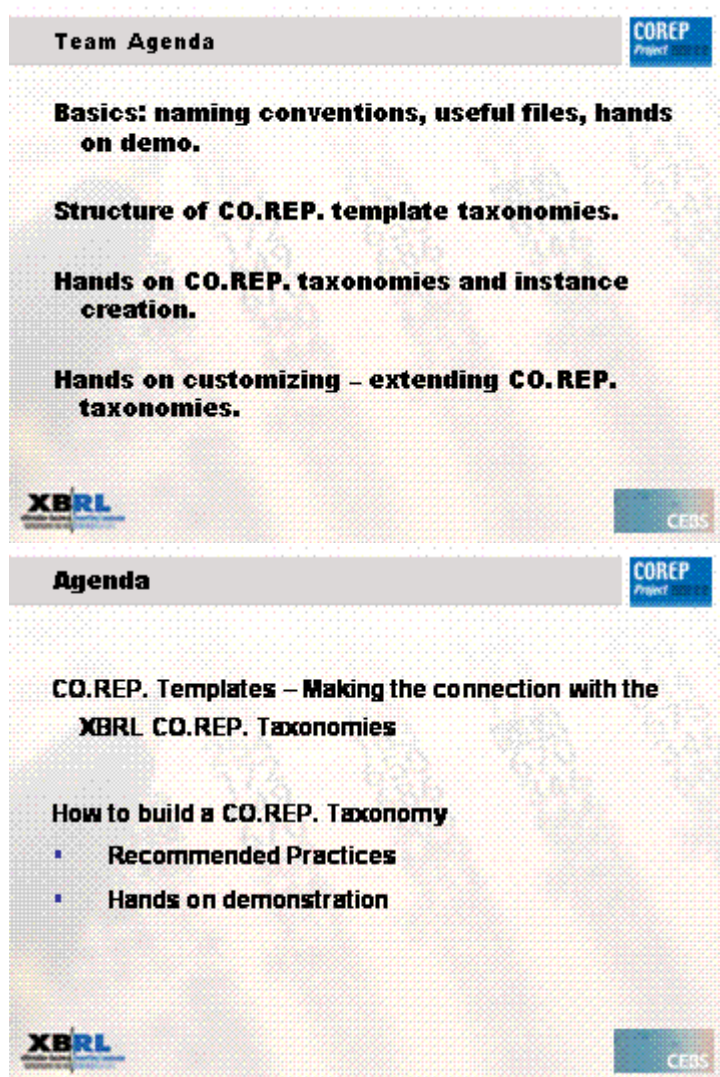 Team Agenda
COREP
Project
Basics: naming conventions, useful files, hands
on demo.
Structure of CO.REP. template taxonomies.
Hands on CO.REP. taxonomies and instance
creation.
Hands on customizing – extending CO.REP.
taxonomies.
XBRL
CEBS
Agenda
COREP
Project
CO.REP. Templates – Making the connection with the
XBRL CO.REP. Taxonomies
How to build a CO.REP. Taxonomy
▪ Recommended Practices
▪ Hands on demonstration
XBRL
CEBS